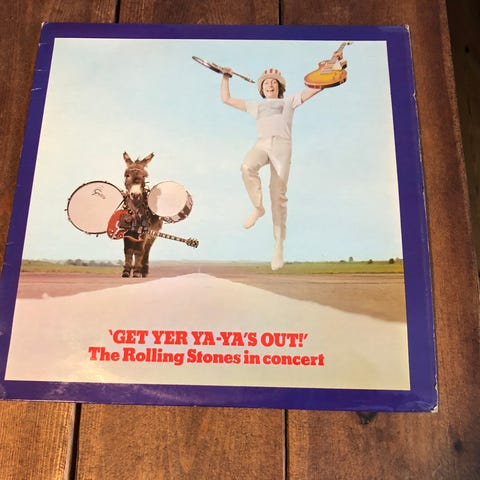 'GET YER YA-YA'S OUT!'
The Rolling Stones in concert